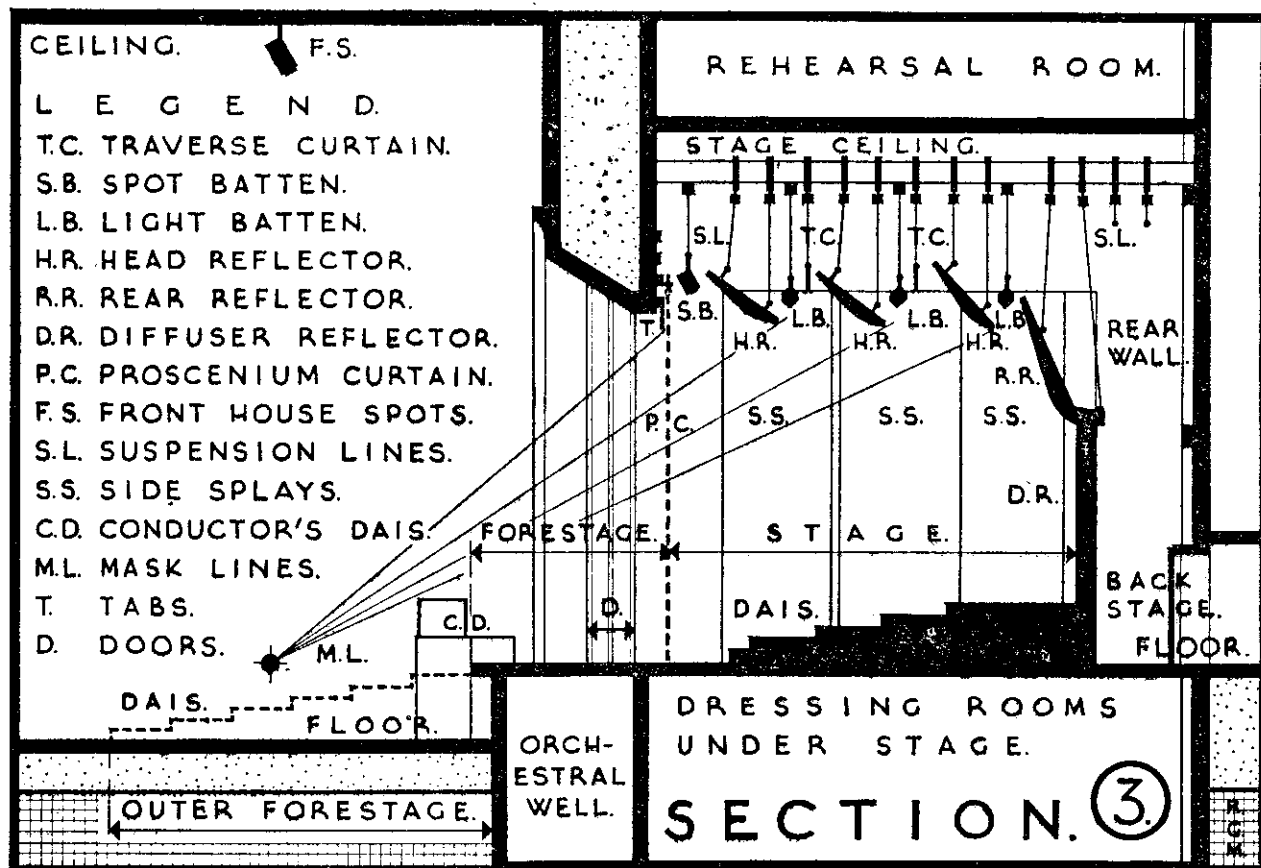 CEILING.
F.S.
LEGEND.
T.C. TRAVERSE CURTAIN.
S.B. SPOT BATTEN.
L.B. LIGHT BATTEN.
H.R. HEAD REFLECTOR.
R.R. REAR REFLECTOR.
D.R. DIFFUSER REFLECTOR.
P.C. PROSCENIUM CURTAIN.
F.S. FRONT HOUSE SPOTS.
S.L. SUSPENSION LINES.
S.S. SIDE SPLAYS.
C.D. CONDUCTOR'S DAIS.
M.L. MASK LINES.
T. TABS.
D. DOORS.
M.L.
DAIS.
FLOOR.
OUTER FORESTAGE.
C.D.
REHEARSAL ROOM.
STAGE CEILING.
S.L. T.C. T.C. S.L.
T. S.B. L.B. L.B. L.B.
H.R. H.R. H.R.
REAR
WALL.
R.R.
P.C. S.S. S.S. S.S.
D.R.
FORESTAGE. STAGE.
D. DAIS.
BACK
STAGE.
FLOOR.
ORCH-
ESTRAL
WELL.
DRESSING ROOMS
UNDER STAGE.
SECTION. 3.
R.C.M.